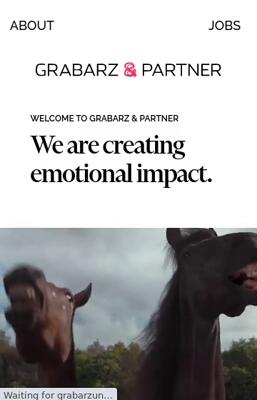 ABOUT
JOBS
GRABARZ & PARTNER
WELCOME TO GRABARZ & PARTNER
We are creating
emotional impact.
Waiting for grabarzun...